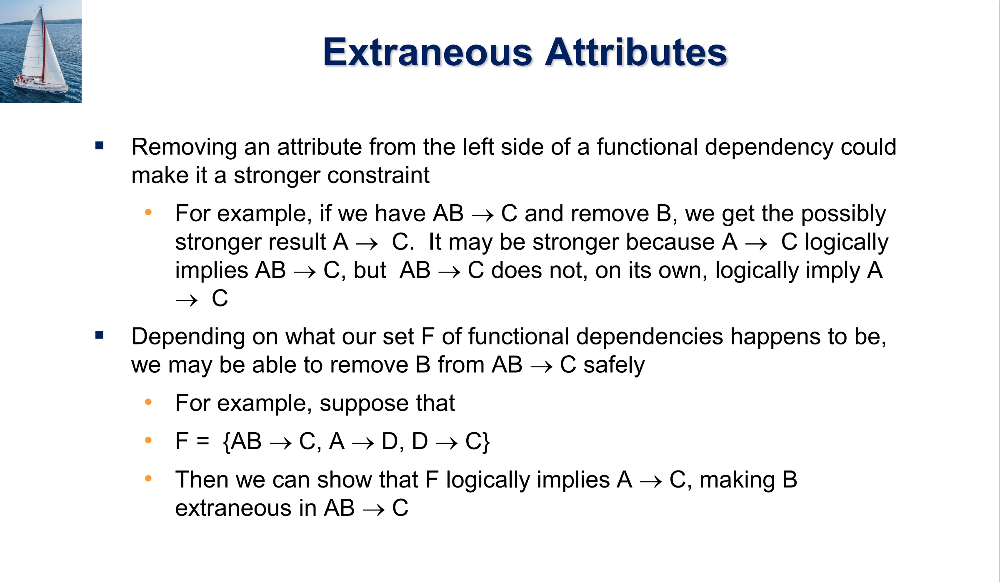 Extraneous Attributes
▪ Removing an attribute from the left side of a functional dependency could
make it a stronger constraint
• For example, if we have AB → C and remove B, we get the possibly
stronger result A → C. It may be stronger because A → C logically
implies AB → C, but AB → C does not, on its own, logically imply A
→ C
▪ Depending on what our set F of functional dependencies happens to be,
we may be able to remove B from AB → C safely
• For example, suppose that
• F = {AB → C, A → D, D → C}
• Then we can show that F logically implies A → C, making B
extraneous in AB → C